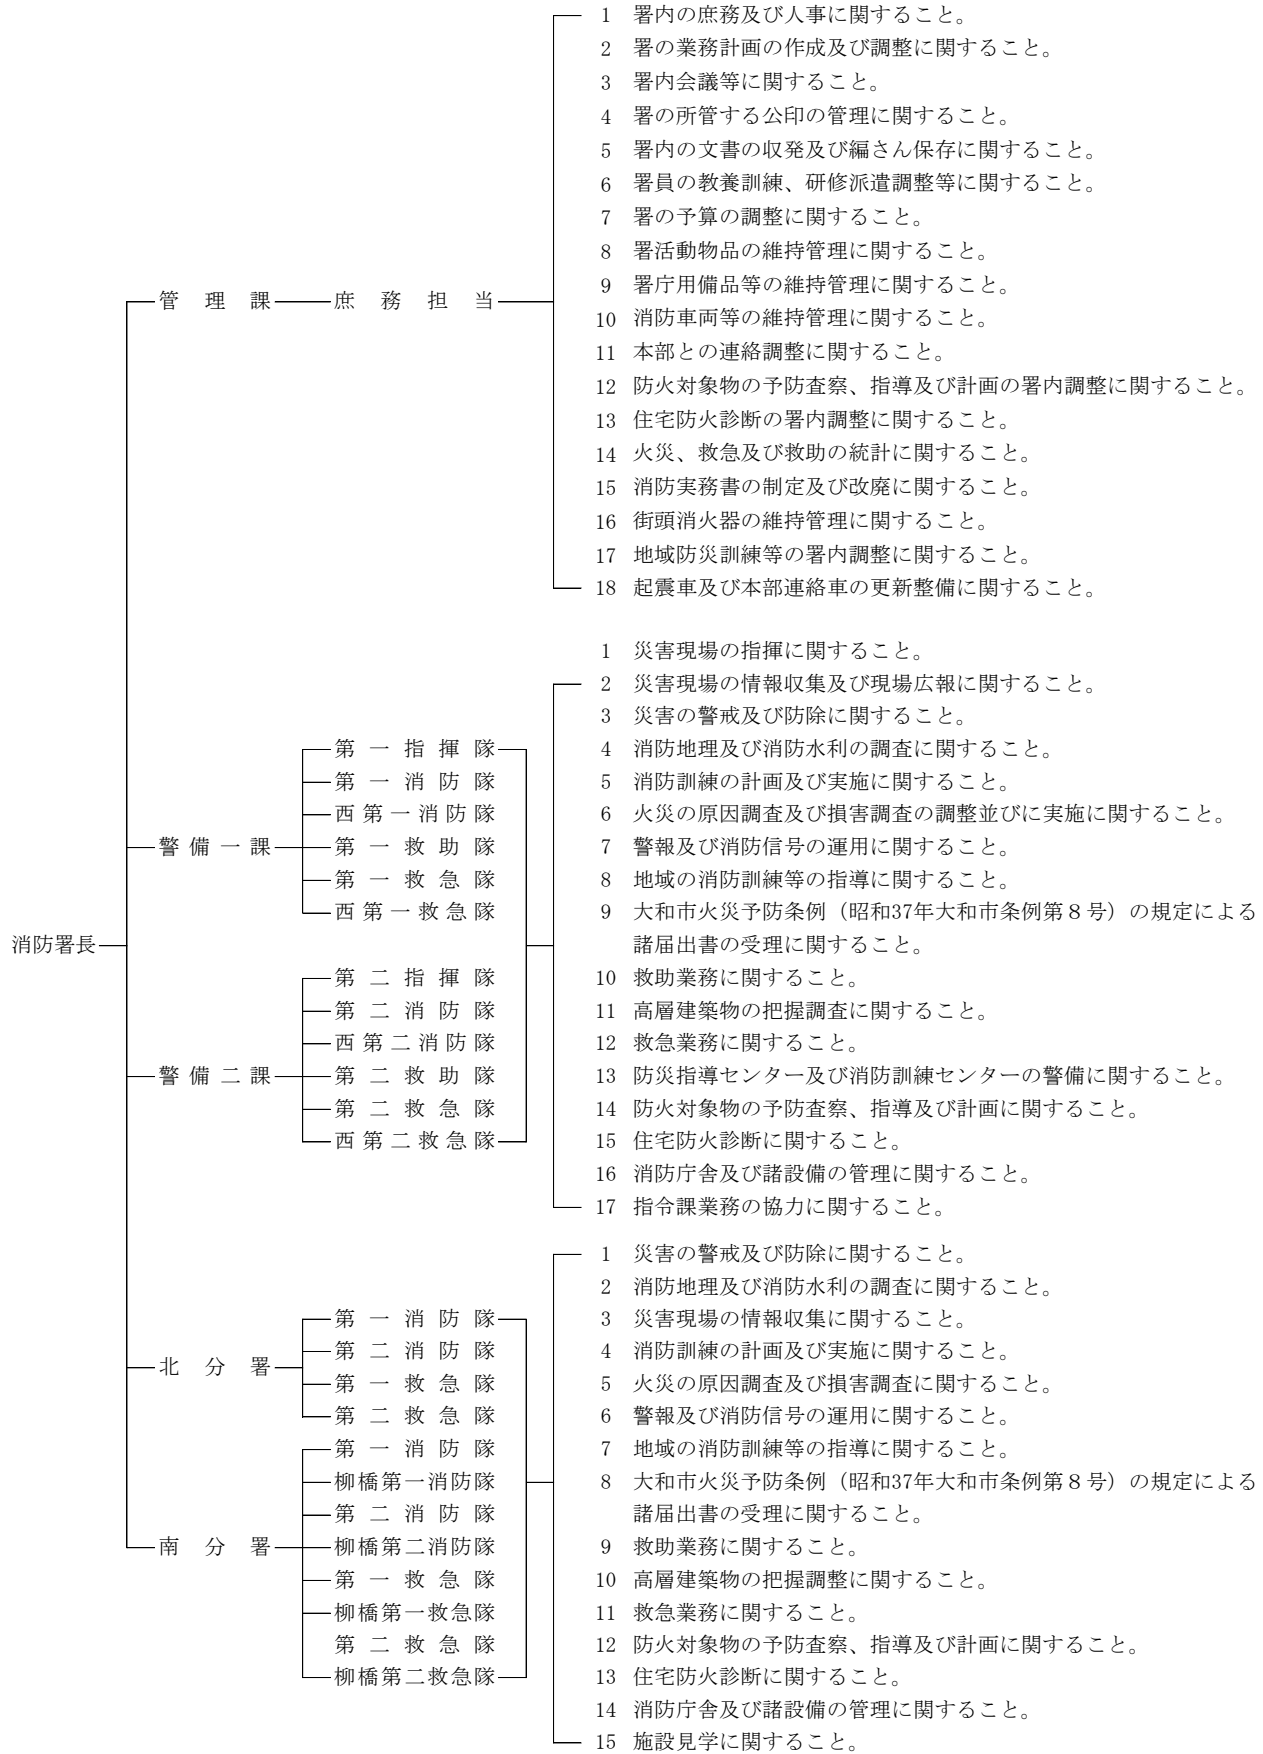 消防署長
管理課
庶務担当
1 署内の庶務及び人事に関すること。
2 署の業務計画の作成及び調整に関すること。
3 署内会議等に関すること。
4 署の所管する公印の管理に関すること。
5 署内の文書の収発及び編さん保存に関すること。
6 署員の教養訓練、研修派遣調整等に関すること。
7 署の予算の調整に関すること。
8 署活動物品の維持管理に関すること。
9 署庁用備品等の維持管理に関すること。
10 消防車両等の維持管理に関すること。
11 本部との連絡調整に関すること。
12 防火対象物の予防査察、指導及び計画の署内調整に関すること。
13 住宅防火診断の署内調整に関すること。
14 火災、救急及び救助の統計に関すること。
15 消防実務書の制定及び改廃に関すること。
16 街頭消火器の維持管理に関すること。
17 地域防災訓練等の署内調整に関すること。
18 起震車及び本部連絡車の更新整備に関すること。
警備一課
第一指揮隊
第一消防隊
西第一消防隊
第一救助隊
第一救急隊
西第一救急隊
警備二課
第二指揮隊
第二消防隊
西第二消防隊
第二救助隊
第二救急隊
西第二救急隊
1 災害現場の指揮に関すること。
2 災害現場の情報収集及び現場広報に関すること。
3 災害の警戒及び防除に関すること。
4 消防地理及び消防水利の調査に関すること。
5 消防訓練の計画及び実施に関すること。
6 火災の原因調査及び損害調査の調整並びに実施に関すること。
7 警報及び消防信号の運用に関すること。
8 地域の消防訓練等の指導に関すること。
9 大和市火災予防条例（昭和37年大和市条例第８号）の規定による
諸届出書の受理に関すること。
10 救助業務に関すること。
11 高層建築物の把握調査に関すること。
12 救急業務に関すること。
13 防災指導センター及び消防訓練センターの警備に関すること。
14 防火対象物の予防査察、指導及び計画に関すること。
15 住宅防火診断に関すること。
16 消防庁舎及び諸設備の管理に関すること。
17 指令課業務の協力に関すること。
北分署
第一消防隊
第二消防隊
第一救急隊
第二救急隊
南分署
第一消防隊
柳橋第一消防隊
第二消防隊
柳橋第二消防隊
第一救急隊
柳橋第一救急隊
第二救急隊
柳橋第二救急隊
1 災害の警戒及び防除に関すること。
2 消防地理及び消防水利の調査に関すること。
3 災害現場の情報収集に関すること。
4 消防訓練の計画及び実施に関すること。
5 火災の原因調査及び損害調査に関すること。
6 警報及び消防信号の運用に関すること。
7 地域の消防訓練等の指導に関すること。
8 大和市火災予防条例（昭和37年大和市条例第８号）の規定による
諸届出書の受理に関すること。
9 救助業務に関すること。
10 高層建築物の把握調整に関すること。
11 救急業務に関すること。
12 防火対象物の予防査察、指導及び計画に関すること。
13 住宅防火診断に関すること。
14 消防庁舎及び諸設備の管理に関すること。
15 施設見学に関すること。